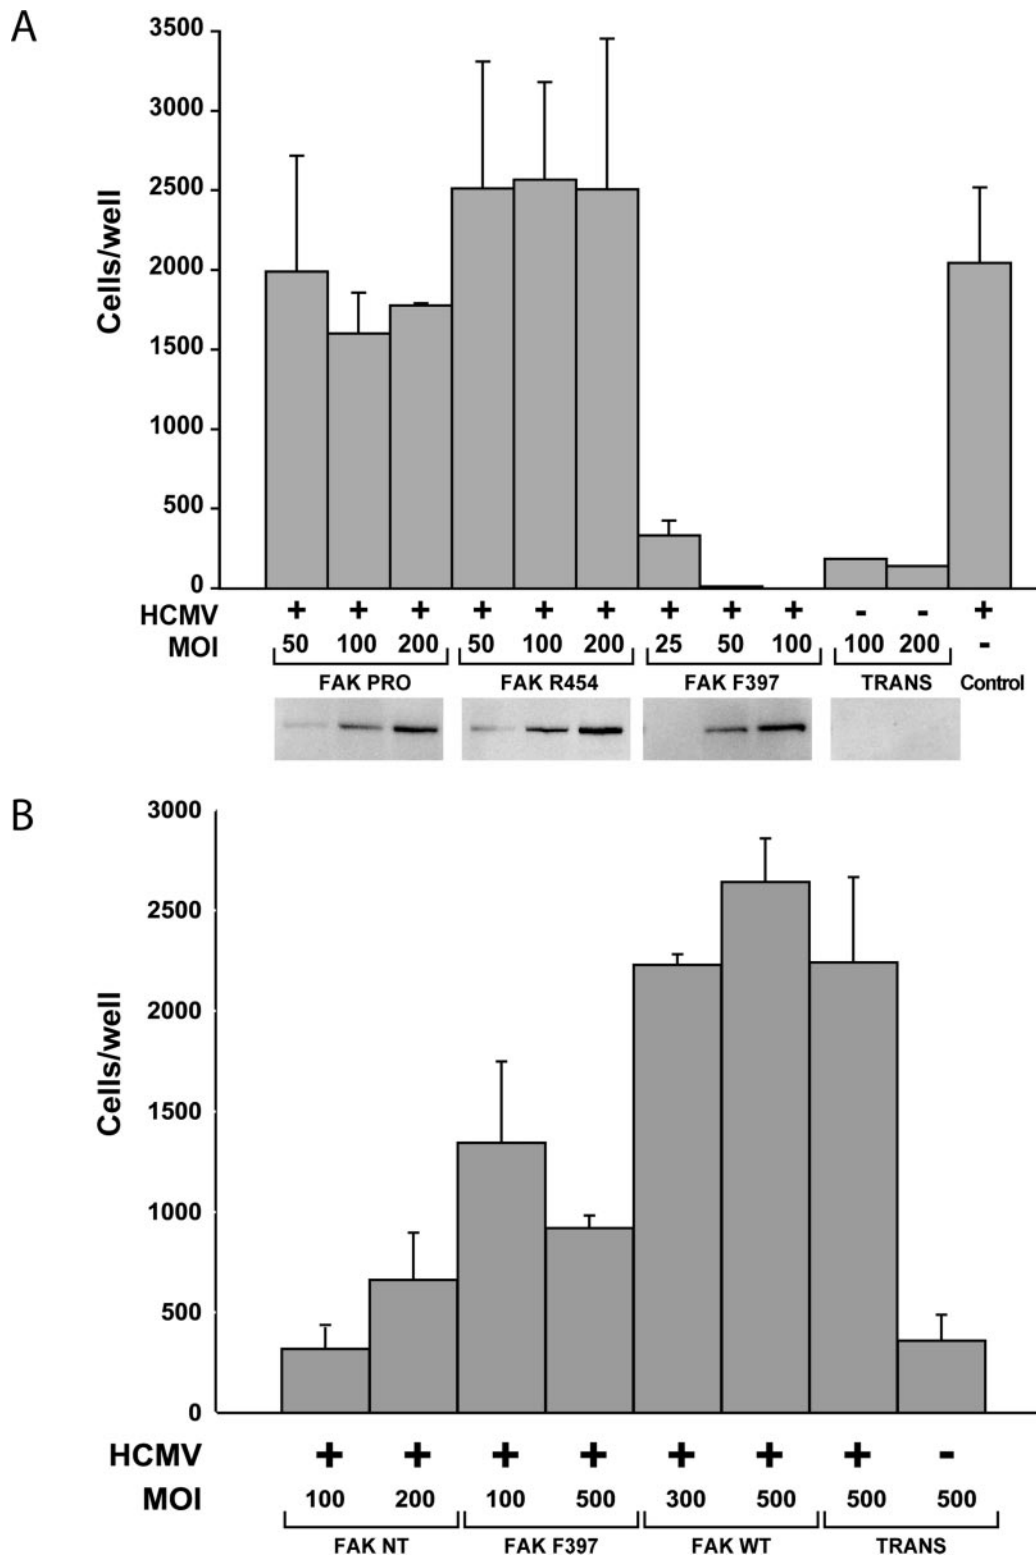 A
Cells/well
3500
3000
2500
2000
1500
1000
500
0
HCMV + + + + + + + + + - - +
MOI 50 100 200 50 100 200 25 50 100 100 200 -
FAK PRO FAK R454 FAK F397 TRANS Control
B
Cells/well
3000
2500
2000
1500
1000
500
0
HCMV + + + + + + + -
MOI 100 200 100 500 300 500 500 500
FAK NT FAK F397 FAK WT TRANS